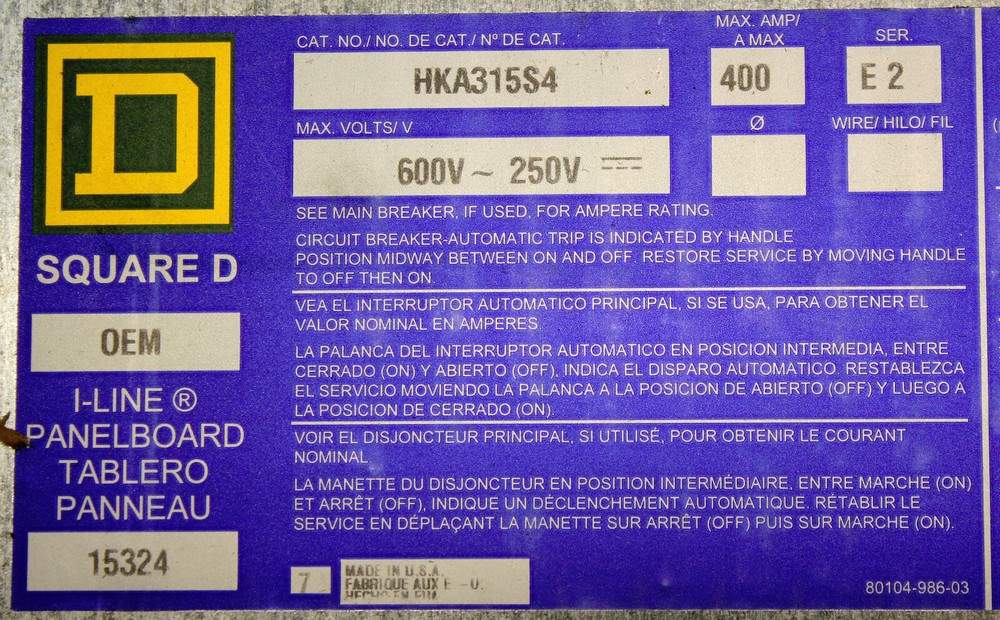 D
SQUARE D
OEM
I-LINE ®
PANELBOARD
TABLERO
PANNEAU
15324
CAT. NO./ NO. DE CAT./ Nº DE CAT.
HKA315S4
MAX. AMP/
A MAX
400
SER.
E 2
MAX. VOLTS/ V
600V ~ 250V ⎓
Ø
WIRE/ HILO/ FIL
SEE MAIN BREAKER, IF USED, FOR AMPERE RATING.
CIRCUIT BREAKER-AUTOMATIC TRIP IS INDICATED BY HANDLE
POSITION MIDWAY BETWEEN ON AND OFF. RESTORE SERVICE BY MOVING HANDLE
TO OFF THEN ON.
VEA EL INTERRUPTOR AUTOMATICO PRINCIPAL, SI SE USA, PARA OBTENER EL
VALOR NOMINAL EN AMPERES.
LA PALANCA DEL INTERRUPTOR AUTOMATICO EN POSICION INTERMEDIA, ENTRE
CERRADO (ON) Y ABIERTO (OFF), INDICA EL DISPARO AUTOMATICO. RESTABLEZCA
EL SERVICIO MOVIENDO LA PALANCA A LA POSICION DE ABIERTO (OFF) Y LUEGO A
LA POSICION DE CERRADO (ON).
VOIR EL DISJONCTEUR PRINCIPAL, SI UTILISÉ, POUR OBTENIR LE COURANT
NOMINAL
LA MANETTE DU DISJONCTEUR EN POSITION INTERMÉDIAIRE, ENTRE MARCHE (ON)
ET ARRÊT (OFF), INDIQUE UN DÉCLENCHEMENT AUTOMATIQUE. RÉTABLIR LE
SERVICE EN DÉPLAÇANT LA MANETTE SUR ARRÊT (OFF) PUIS SUR MARCHE (ON).
7
MADE IN U.S.A.
FABRIQUE AUX E - U.
HECHO EN EUA
80104-986-03